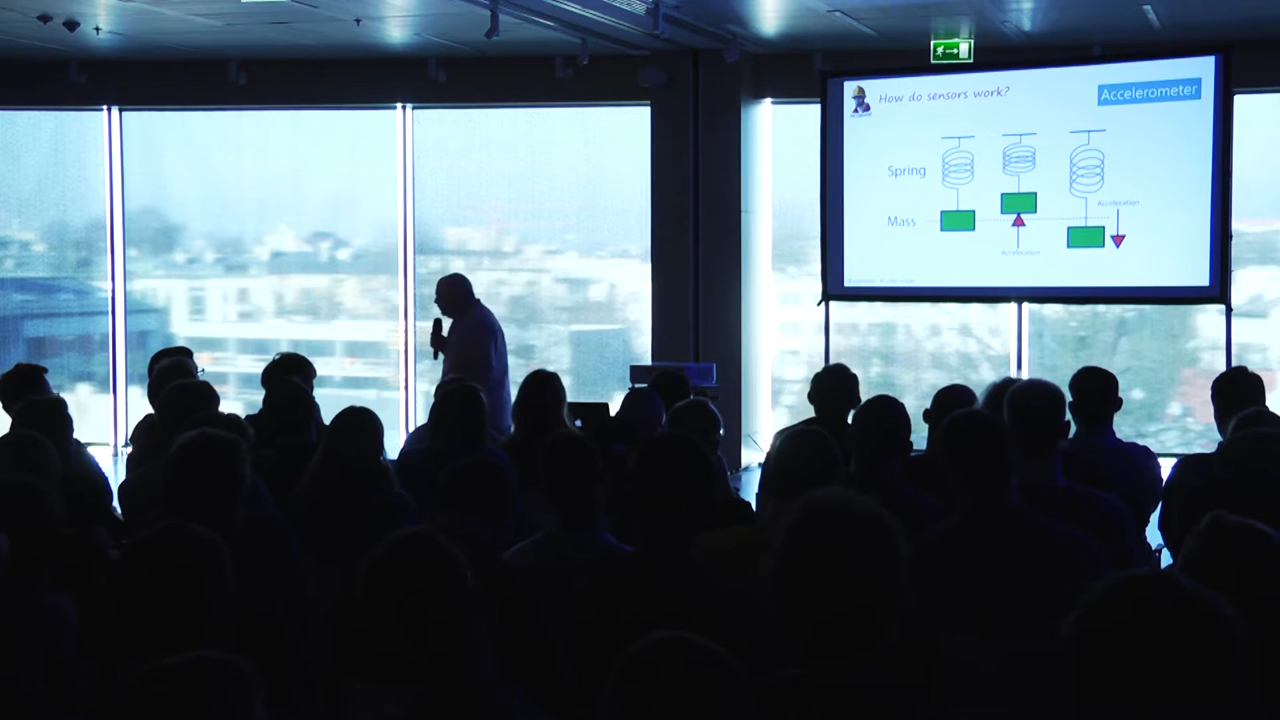 How do sensors work?
Accelerometer
Spring
Mass
Acceleration
Acceleration